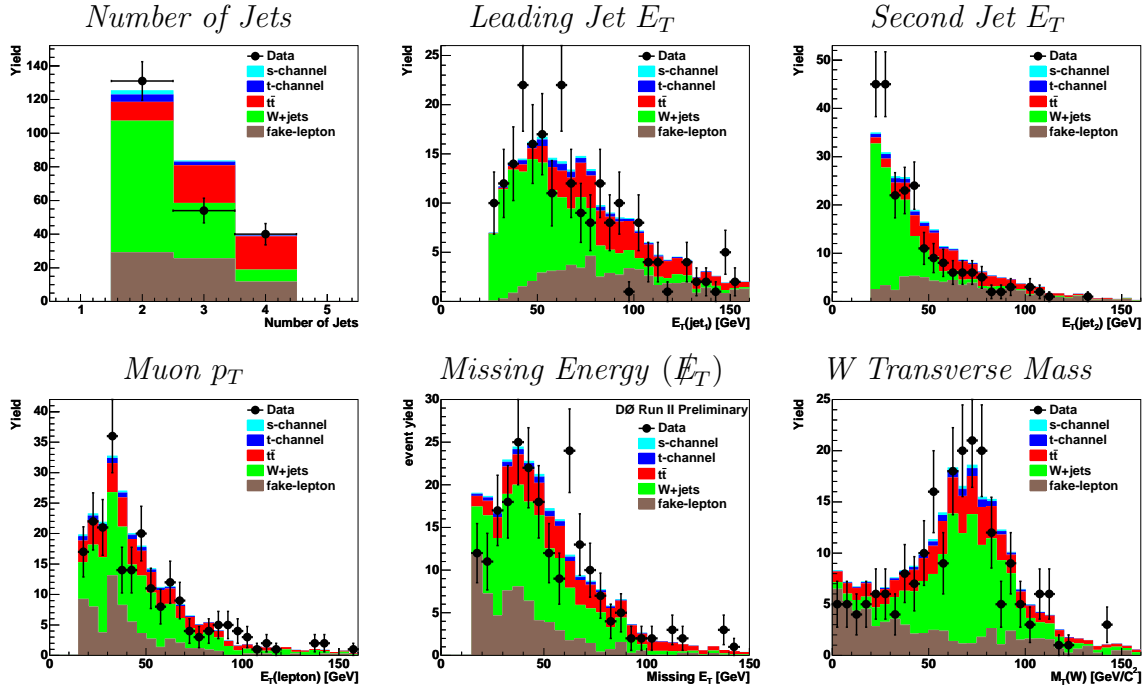 Number of Jets
Leading Jet E_T
Second Jet E_T
Yield
140
120
100
80
60
40
20
0
1 2 3 4 5
Number of Jets
Data
s-channel
t-channel
tt̄
W+jets
fake-lepton
Yield
25
20
15
10
5
0
0 50 100 150
E_T(jet₁) [GeV]
Data
s-channel
t-channel
tt̄
W+jets
fake-lepton
Yield
50
40
30
20
10
0
0 50 100 150
E_T(jet₂) [GeV]
Data
s-channel
t-channel
tt̄
W+jets
fake-lepton
Muon p_T
Missing Energy (E̸_T)
W Transverse Mass
Yield
40
35
30
25
20
15
10
5
0
0 50 100 150
E_T(lepton) [GeV]
Data
s-channel
t-channel
tt̄
W+jets
fake-lepton
event yield
30
25
20
15
10
5
0
0 50 100 150
Missing E_T [GeV]
DØ Run II Preliminary
Data
s-channel
t-channel
tt̄
W+jets
fake-lepton
Yield
25
20
15
10
5
0
0 50 100 150
M_T(W) [GeV/C²]
Data
s-channel
t-channel
tt̄
W+jets
fake-lepton